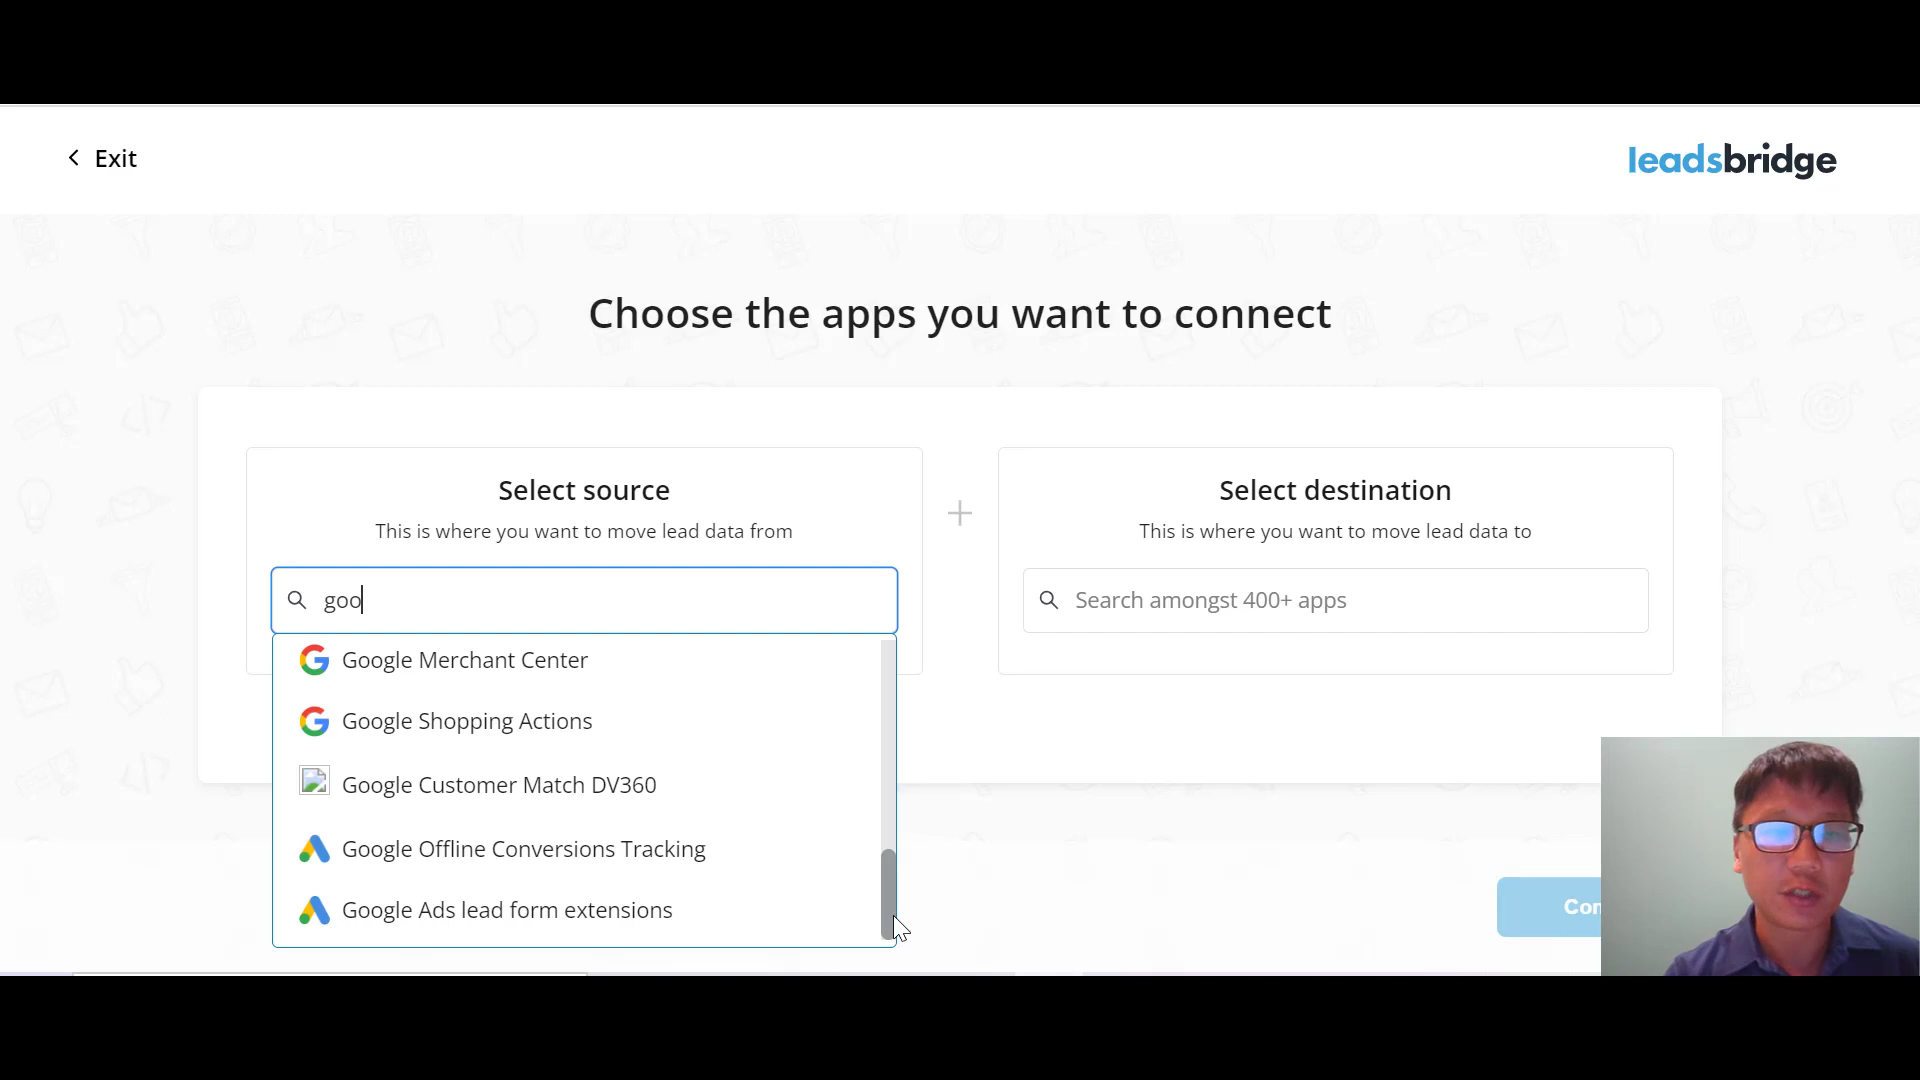 Exit
leadsbridge
Choose the apps you want to connect
Select source
This is where you want to move lead data from
goo
Google Merchant Center
Google Shopping Actions
Google Customer Match DV360
Google Offline Conversions Tracking
Google Ads lead form extensions
Select destination
This is where you want to move lead data to
Search amongst 400+ apps
Con